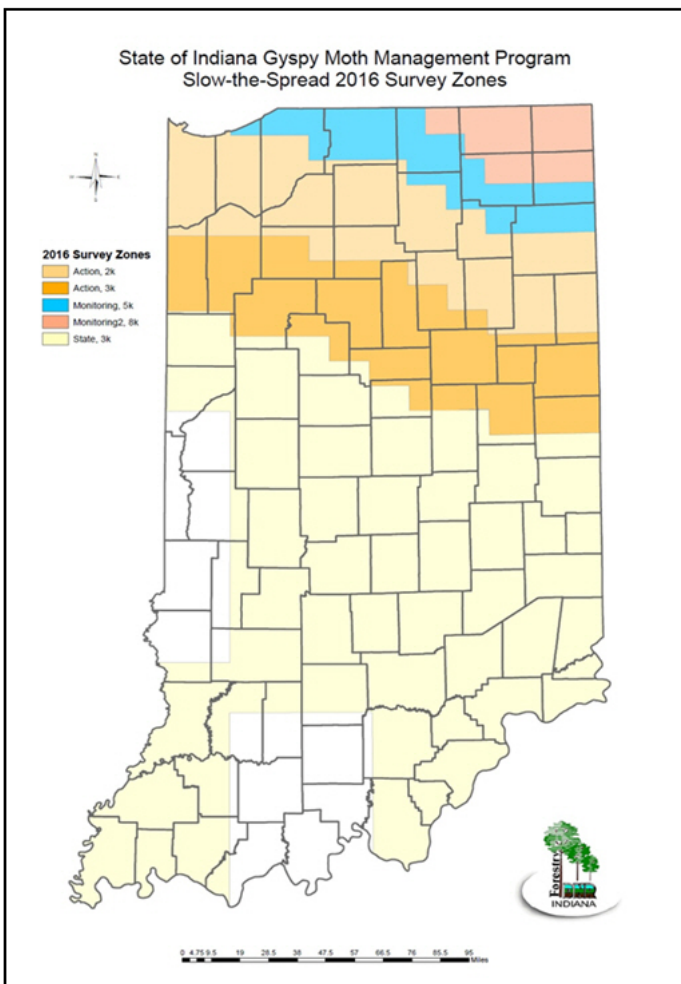 State of Indiana Gyspy Moth Management Program
Slow-the-Spread 2016 Survey Zones
2016 Survey Zones
Action, 2k
Action, 3k
Monitoring, 5k
Monitoring2, 8k
State, 3k
Forestry
DNR
INDIANA
0 4.75 9.5 19 28.5 38 47.5 57 66.5 76 85.5 95
Miles